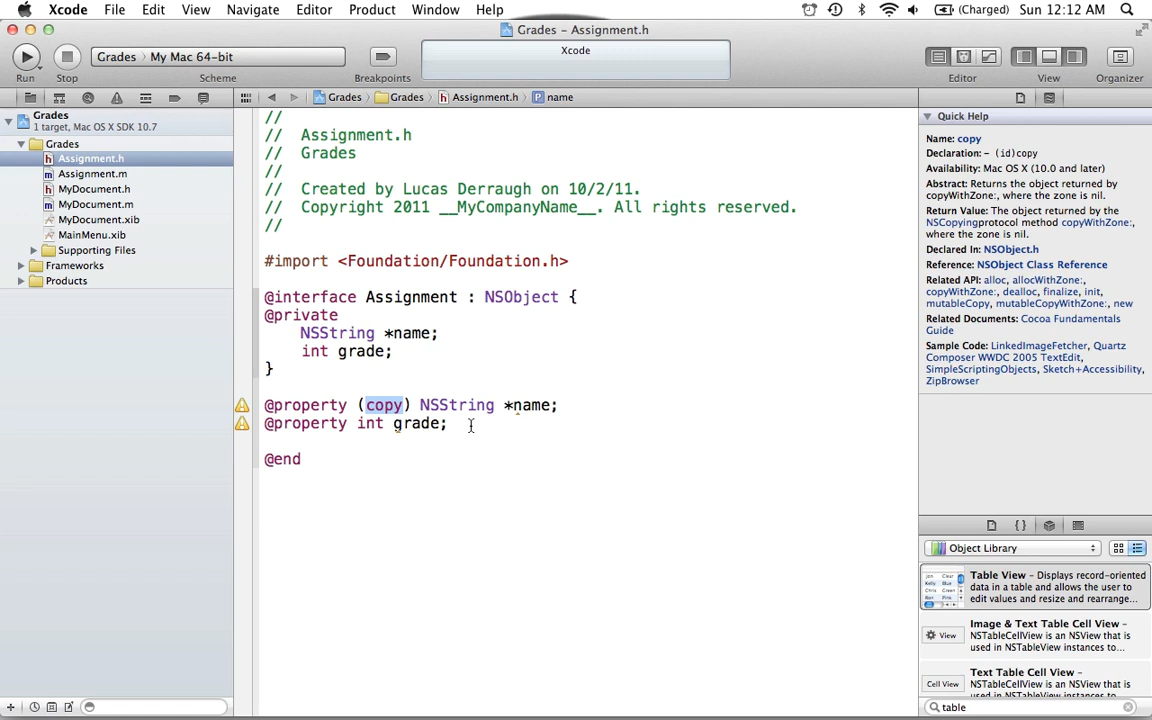 Xcode File Edit View Navigate Editor Product Window Help (Charged) Sun 12:12 AM
Grades – Assignment.h
Grades › My Mac 64-bit
Xcode
Run Stop Scheme Breakpoints Editor View Organizer
Grades › Grades › Assignment.h › P name
Grades
1 target, Mac OS X SDK 10.7
Grades
h Assignment.h
m Assignment.m
h MyDocument.h
m MyDocument.m
MyDocument.xib
MainMenu.xib
Supporting Files
Frameworks
Products
//
// Assignment.h
// Grades
//
// Created by Lucas Derraugh on 10/2/11.
// Copyright 2011 __MyCompanyName__. All rights reserved.
//
#import <Foundation/Foundation.h>
@interface Assignment : NSObject {
@private
NSString *name;
int grade;
}
@property (copy) NSString *name;
@property int grade;
@end
Quick Help
Name: copy
Declaration: – (id)copy
Availability: Mac OS X (10.0 and later)
Abstract: Returns the object returned by
copyWithZone:, where the zone is nil.
Return Value: The object returned by the
NSCopyingprotocol method copyWithZone:,
where the zone is nil.
Declared In: NSObject.h
Reference: NSObject Class Reference
Related API: alloc, allocWithZone:,
copyWithZone:, dealloc, finalize, init,
mutableCopy, mutableCopyWithZone:, new
Related Documents: Cocoa Fundamentals
Guide
Sample Code: LinkedImageFetcher, Quartz
Composer WWDC 2005 TextEdit,
SimpleScriptingObjects, Sketch+Accessibility,
ZipBrowser
{}
Object Library
Table View – Displays record-oriented
data in a table and allows the user to
edit values and resize and rearrange...
Image & Text Table Cell View –
NSTableCellView is an NSView that is
used in NSTableView instances to...
View
Text Table Cell View –
NSTableCellView is an NSView that is
Cell View
table